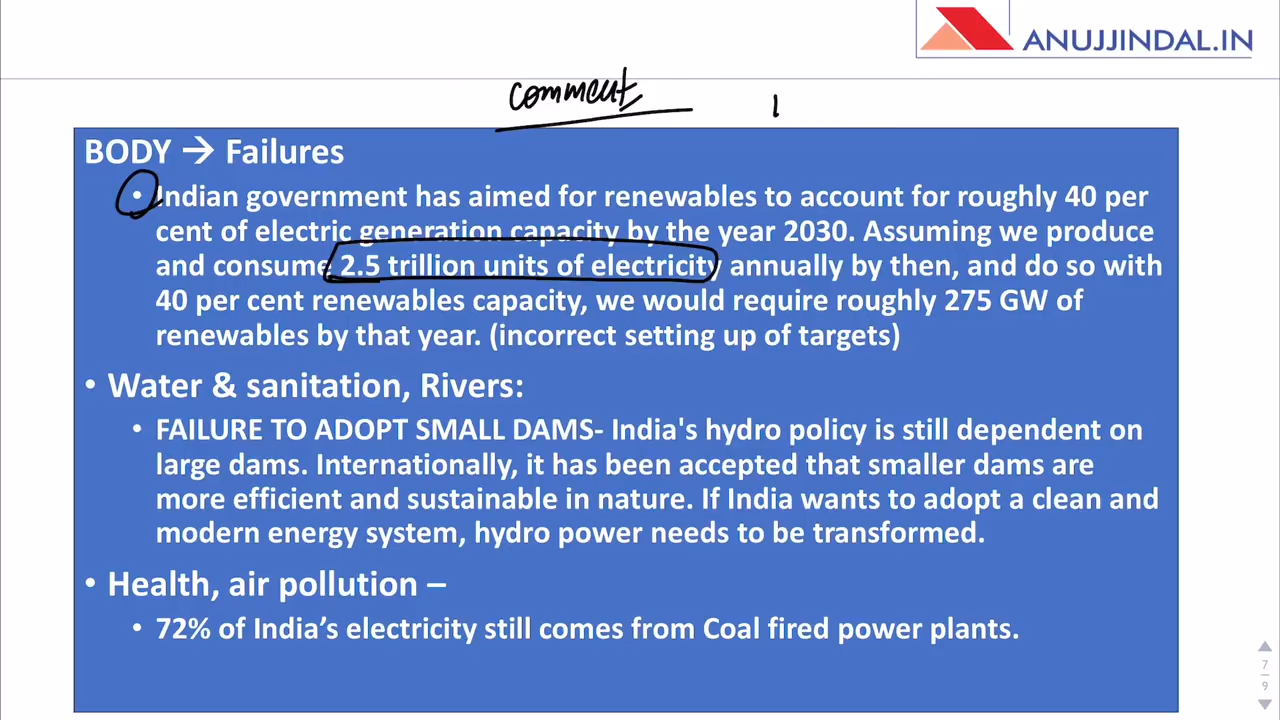 ANUJJINDAL.IN
comment
BODY → Failures
• Indian government has aimed for renewables to account for roughly 40 per
cent of electric generation capacity by the year 2030. Assuming we produce
and consume 2.5 trillion units of electricity annually by then, and do so with
40 per cent renewables capacity, we would require roughly 275 GW of
renewables by that year. (incorrect setting up of targets)
• Water & sanitation, Rivers:
• FAILURE TO ADOPT SMALL DAMS- India's hydro policy is still dependent on
large dams. Internationally, it has been accepted that smaller dams are
more efficient and sustainable in nature. If India wants to adopt a clean and
modern energy system, hydro power needs to be transformed.
• Health, air pollution –
• 72% of India’s electricity still comes from Coal fired power plants.
7
9